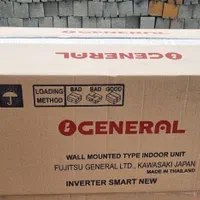 GENERAL
LOADING METHOD
BAD BAD GOOD
GENERAL
WALL MOUNTED TYPE INDOOR UNIT
FUJITSU GENERAL LTD., KAWASAKI JAPAN
MADE IN THAILAND
INVERTER SMART NEW